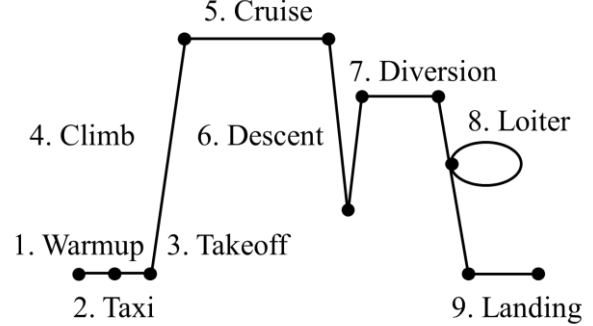 5. Cruise
7. Diversion
4. Climb
6. Descent
8. Loiter
1. Warmup
3. Takeoff
2. Taxi
9. Landing